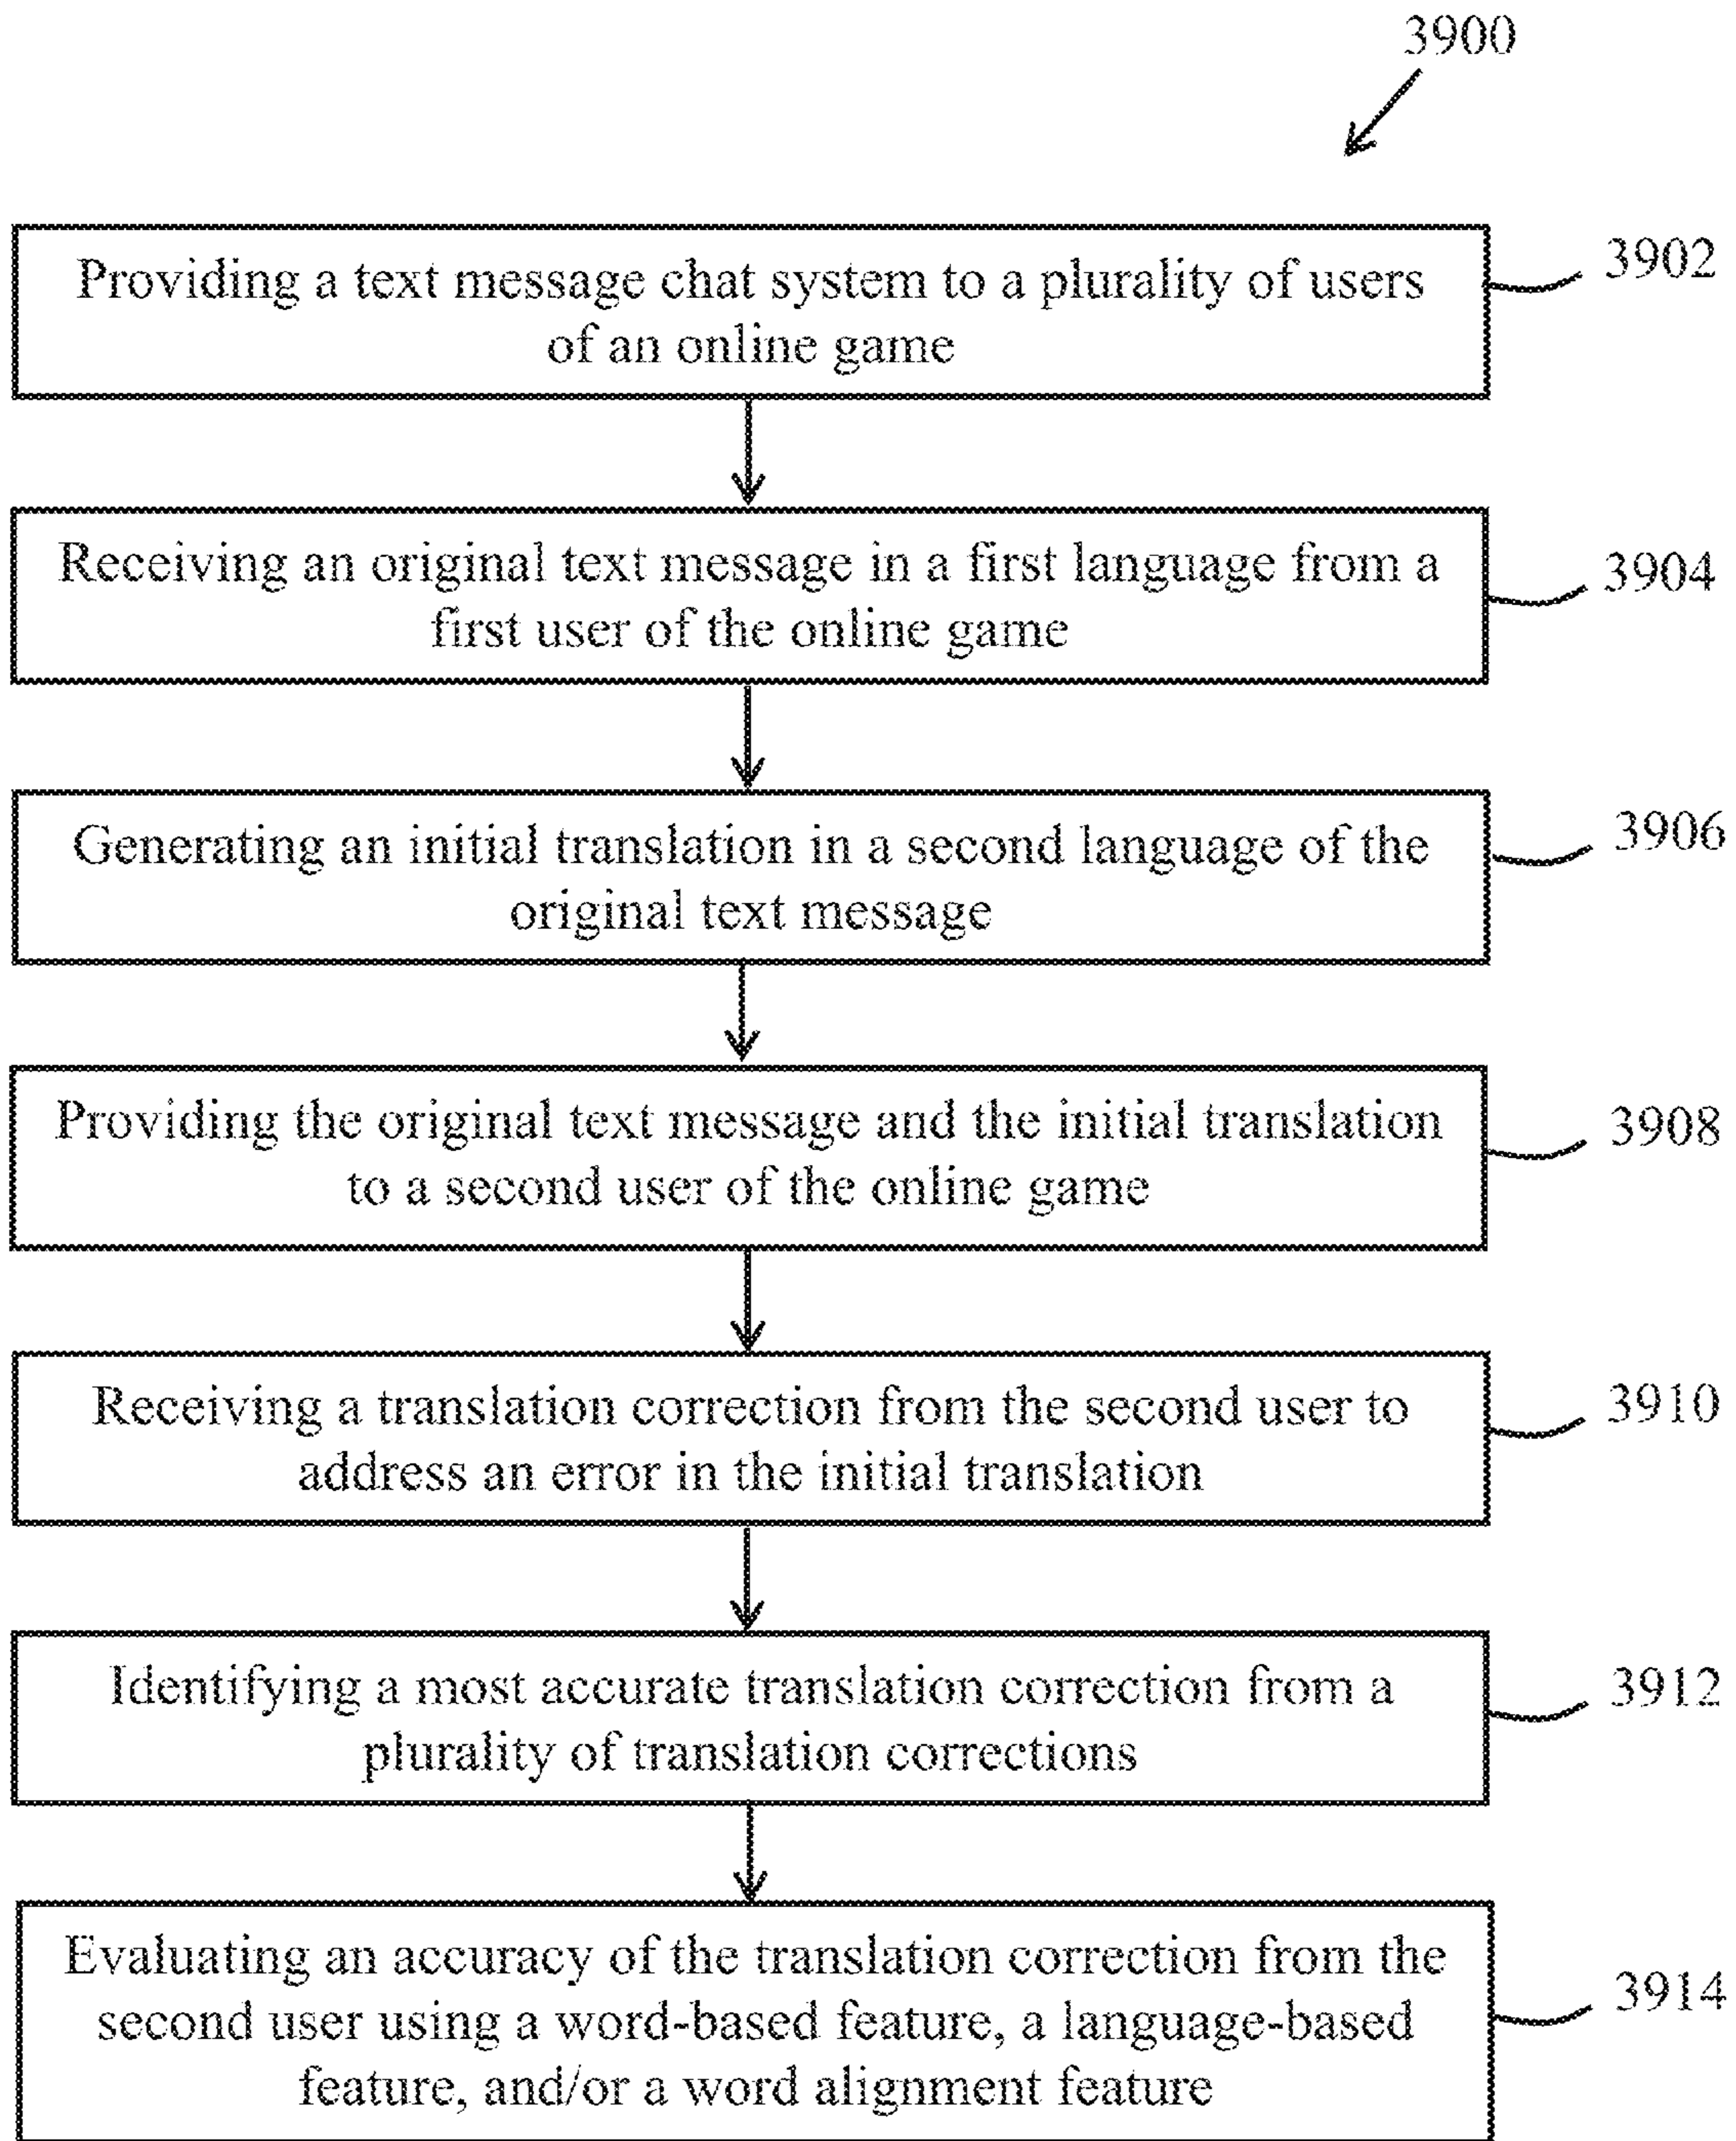 3900
Providing a text message chat system to a plurality of users
of an online game
3902
Receiving an original text message in a first language from a
first user of the online game
3904
Generating an initial translation in a second language of the
original text message
3906
Providing the original text message and the initial translation
to a second user of the online game
3908
Receiving a translation correction from the second user to
address an error in the initial translation
3910
Identifying a most accurate translation correction from a
plurality of translation corrections
3912
Evaluating an accuracy of the translation correction from the
second user using a word-based feature, a language-based
feature, and/or a word alignment feature
3914